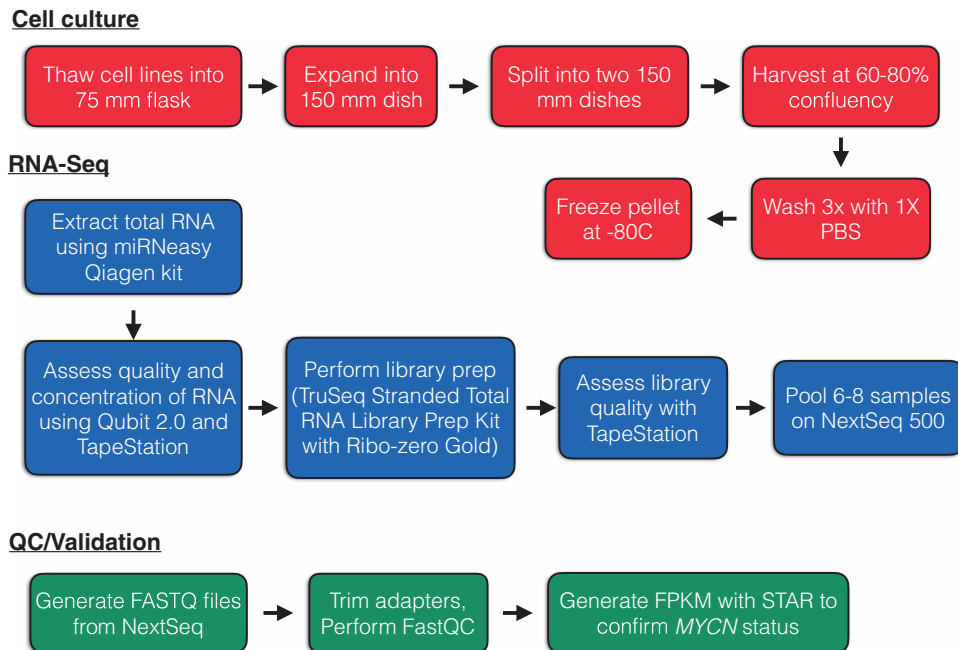 Cell culture
Thaw cell lines into
75 mm flask
Expand into
150 mm dish
Split into two 150
mm dishes
Harvest at 60-80%
confluency
Wash 3x with 1X
PBS
Freeze pellet
at -80C
RNA-Seq
Extract total RNA
using miRNeasy
Qiagen kit
Assess quality and
concentration of RNA
using Qubit 2.0 and
TapeStation
Perform library prep
(TruSeq Stranded Total
RNA Library Prep Kit
with Ribo-zero Gold)
Assess library
quality with
TapeStation
Pool 6-8 samples
on NextSeq 500
QC/Validation
Generate FASTQ files
from NextSeq
Trim adapters,
Perform FastQC
Generate FPKM with STAR to
confirm MYCN status